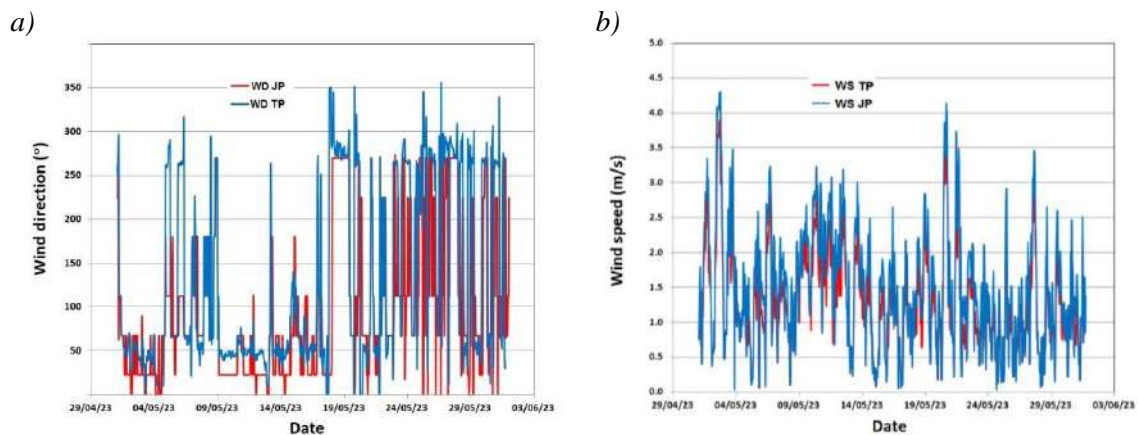 a)
350
300
250
200
150
100
50
Wind direction (º)
WD JP
WD TP
29/04/23 04/05/23 09/05/23 14/05/23 19/05/23 24/05/23 29/05/23 03/06/23
Date
b)
5.0
4.5
4.0
3.5
3.0
2.5
2.0
1.5
1.0
0.5
0.0
Wind speed (m/s)
WS TP
WS JP
29/04/23 04/05/23 09/05/23 14/05/23 19/05/23 24/05/23 29/05/23 03/06/23
Date